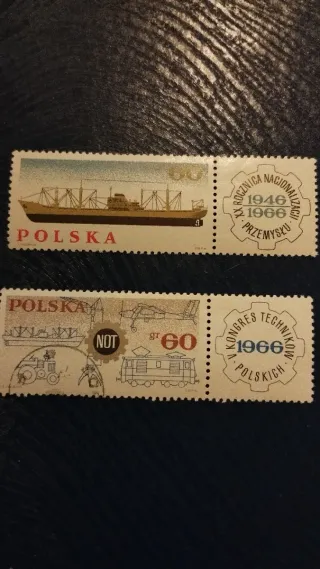 60
POLSKA
XX ROCZNICA NACJONALIZACJI
1946
1966
PRZEMYSŁU
POLSKA
NOT
gr 60
V KONGRES TECHNIKÓW
1966
POLSKICH